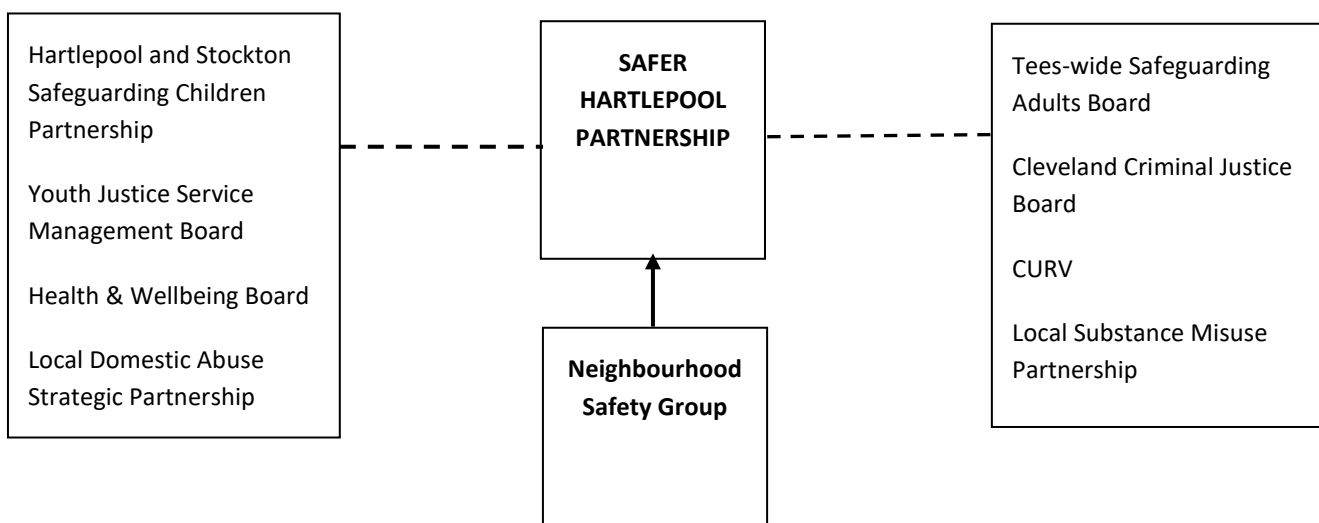 Hartlepool and Stockton
Safeguarding Children
Partnership
Youth Justice Service
Management Board
Health & Wellbeing Board
Local Domestic Abuse
Strategic Partnership
SAFER
HARTLEPOOL
PARTNERSHIP
Neighbourhood
Safety Group
Tees-wide Safeguarding
Adults Board
Cleveland Criminal Justice
Board
CURV
Local Substance Misuse
Partnership